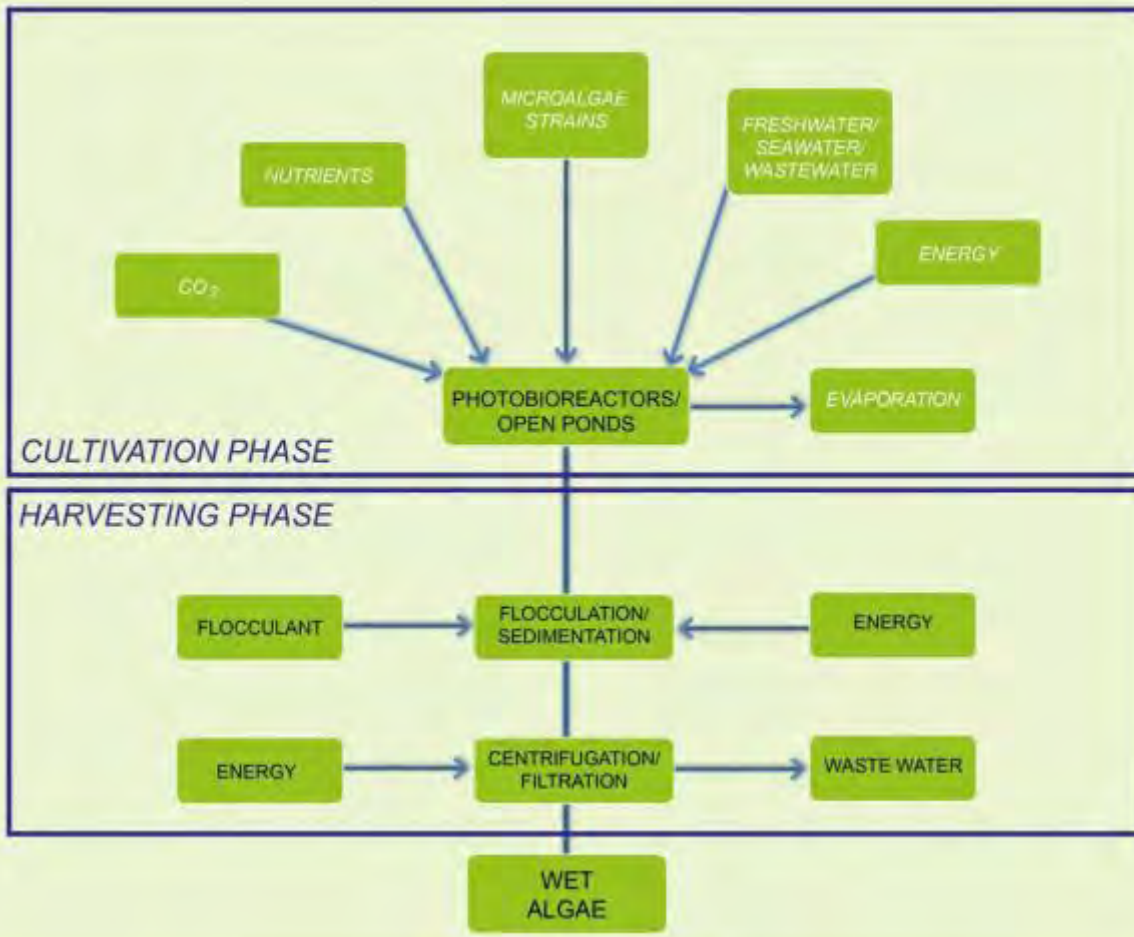 MICROALGAE
STRAINS
FRESHWATER/
SEAWATER/
WASTEWATER
NUTRIENTS
ENERGY
CO₂
PHOTOBIOREACTORS/
OPEN PONDS
EVAPORATION
CULTIVATION PHASE
HARVESTING PHASE
FLOCCULANT
FLOCCULATION/
SEDIMENTATION
ENERGY
ENERGY
CENTRIFUGATION/
FILTRATION
WASTE WATER
WET
ALGAE